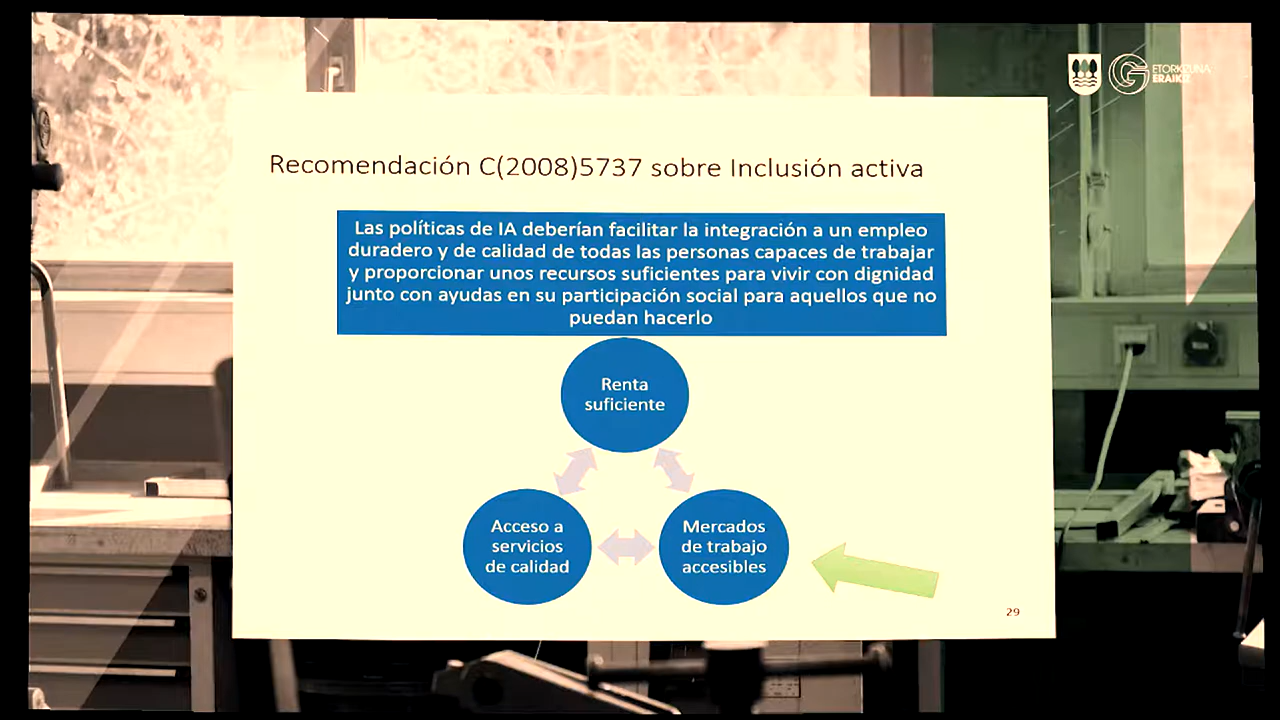 ETORKIZUNA
ERAIKIZ
Recomendación C(2008)5737 sobre Inclusión activa
Las políticas de IA deberían facilitar la integración a un empleo
duradero y de calidad de todas las personas capaces de trabajar
y proporcionar unos recursos suficientes para vivir con dignidad
junto con ayudas en su participación social para aquellos que no
puedan hacerlo
Renta
suficiente
Acceso a
servicios
de calidad
Mercados
de trabajo
accesibles
29